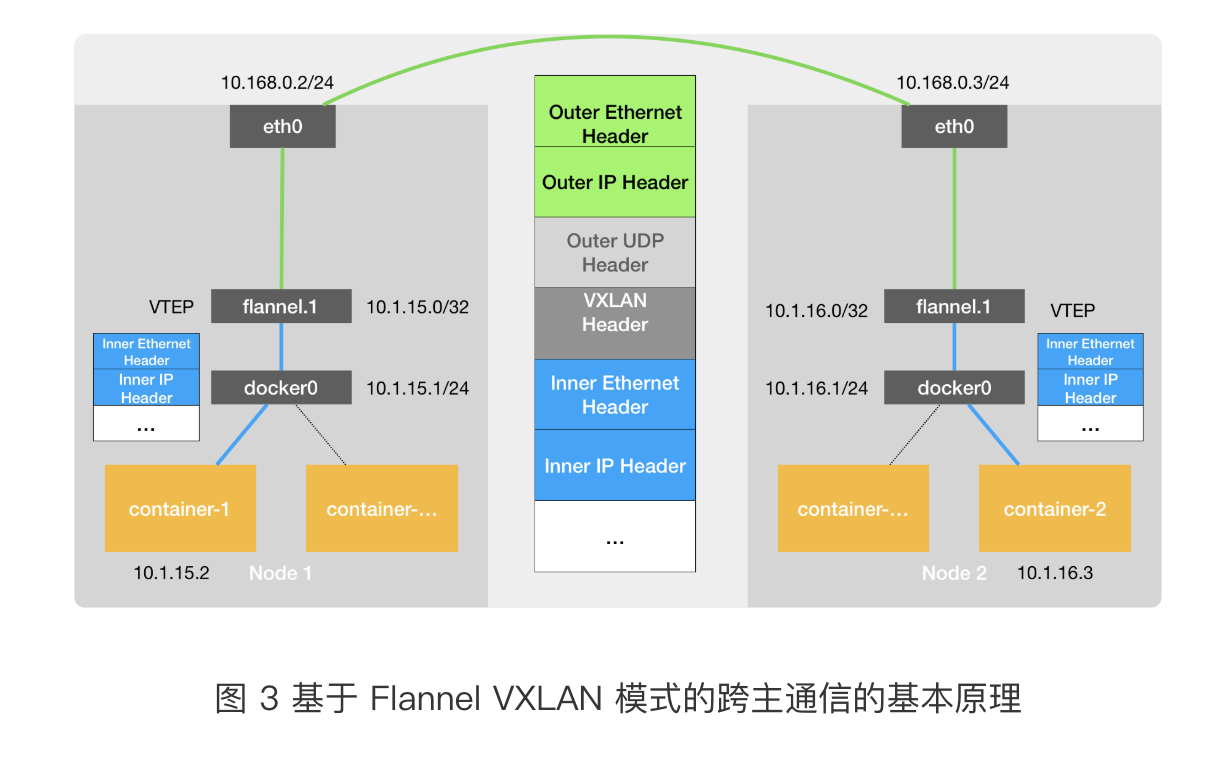 10.168.0.2/24
10.168.0.3/24
eth0
eth0
Outer Ethernet
Header
Outer IP Header
Outer UDP
Header
VXLAN
Header
Inner Ethernet
Header
Inner IP Header
...
VTEP
flannel.1
10.1.15.0/32
Inner Ethernet
Header
Inner IP
Header
...
docker0
10.1.15.1/24
container-1
container-...
10.1.15.2
Node 1
10.1.16.0/32
flannel.1
VTEP
10.1.16.1/24
docker0
Inner Ethernet
Header
Inner IP
Header
...
container-...
container-2
Node 2
10.1.16.3
图 3 基于 Flannel VXLAN 模式的跨主通信的基本原理